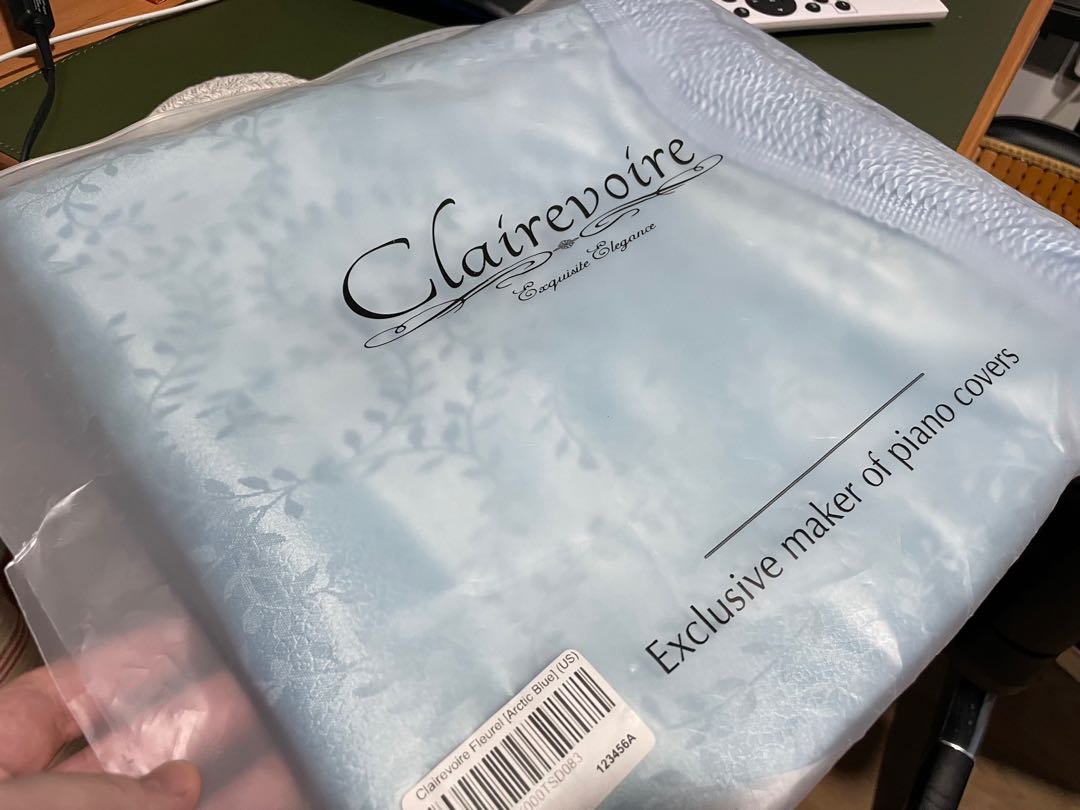 Clairevoire
Exquisite Elegance
Exclusive maker of piano covers
Clairevoire Fleurel [Arctic Blue] (US)
123456A